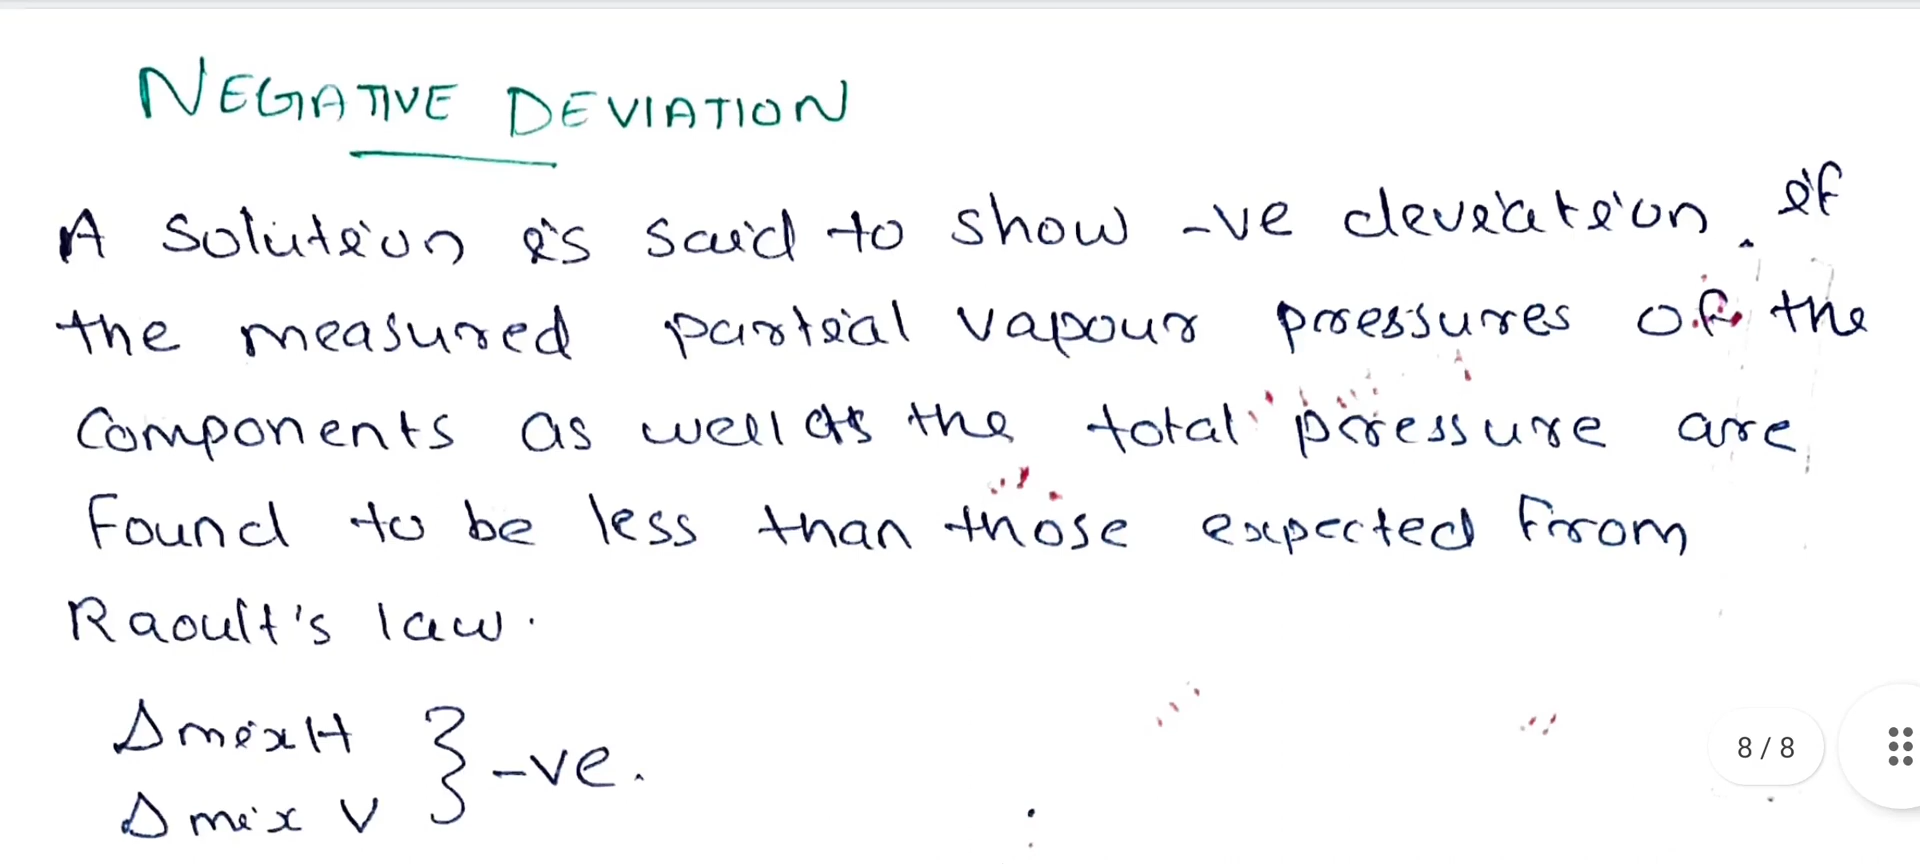 NEGATIVE DEVIATION
A solution is said to show -ve deviation if
the measured partial vapour pressures of the
Components as well as the total pressure are
Found to be less than those expected From
Raoult's law.
Δmix H } -ve.
Δmix V
8 / 8